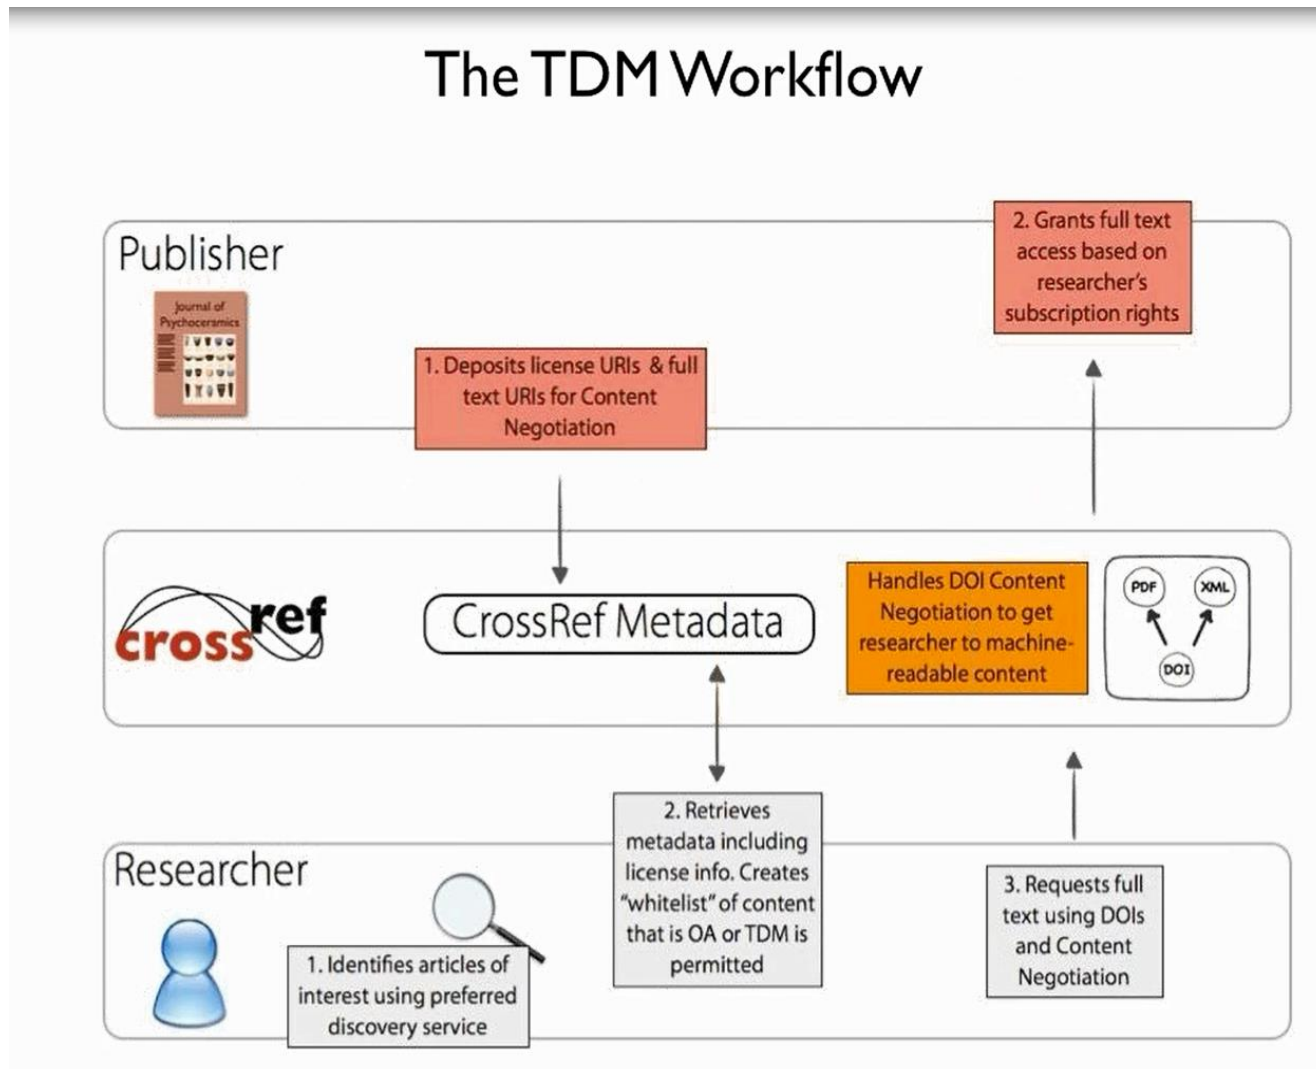 The TDM Workflow
Publisher
Journal of
Psychoceramics
1. Deposits license URIs & full
text URIs for Content
Negotiation
2. Grants full text
access based on
researcher's
subscription rights
crossref
CrossRef Metadata
Handles DOI Content
Negotiation to get
researcher to machine-
readable content
PDF
XML
DOI
Researcher
1. Identifies articles of
interest using preferred
discovery service
2. Retrieves
metadata including
license info. Creates
"whitelist" of content
that is OA or TDM is
permitted
3. Requests full
text using DOIs
and Content
Negotiation